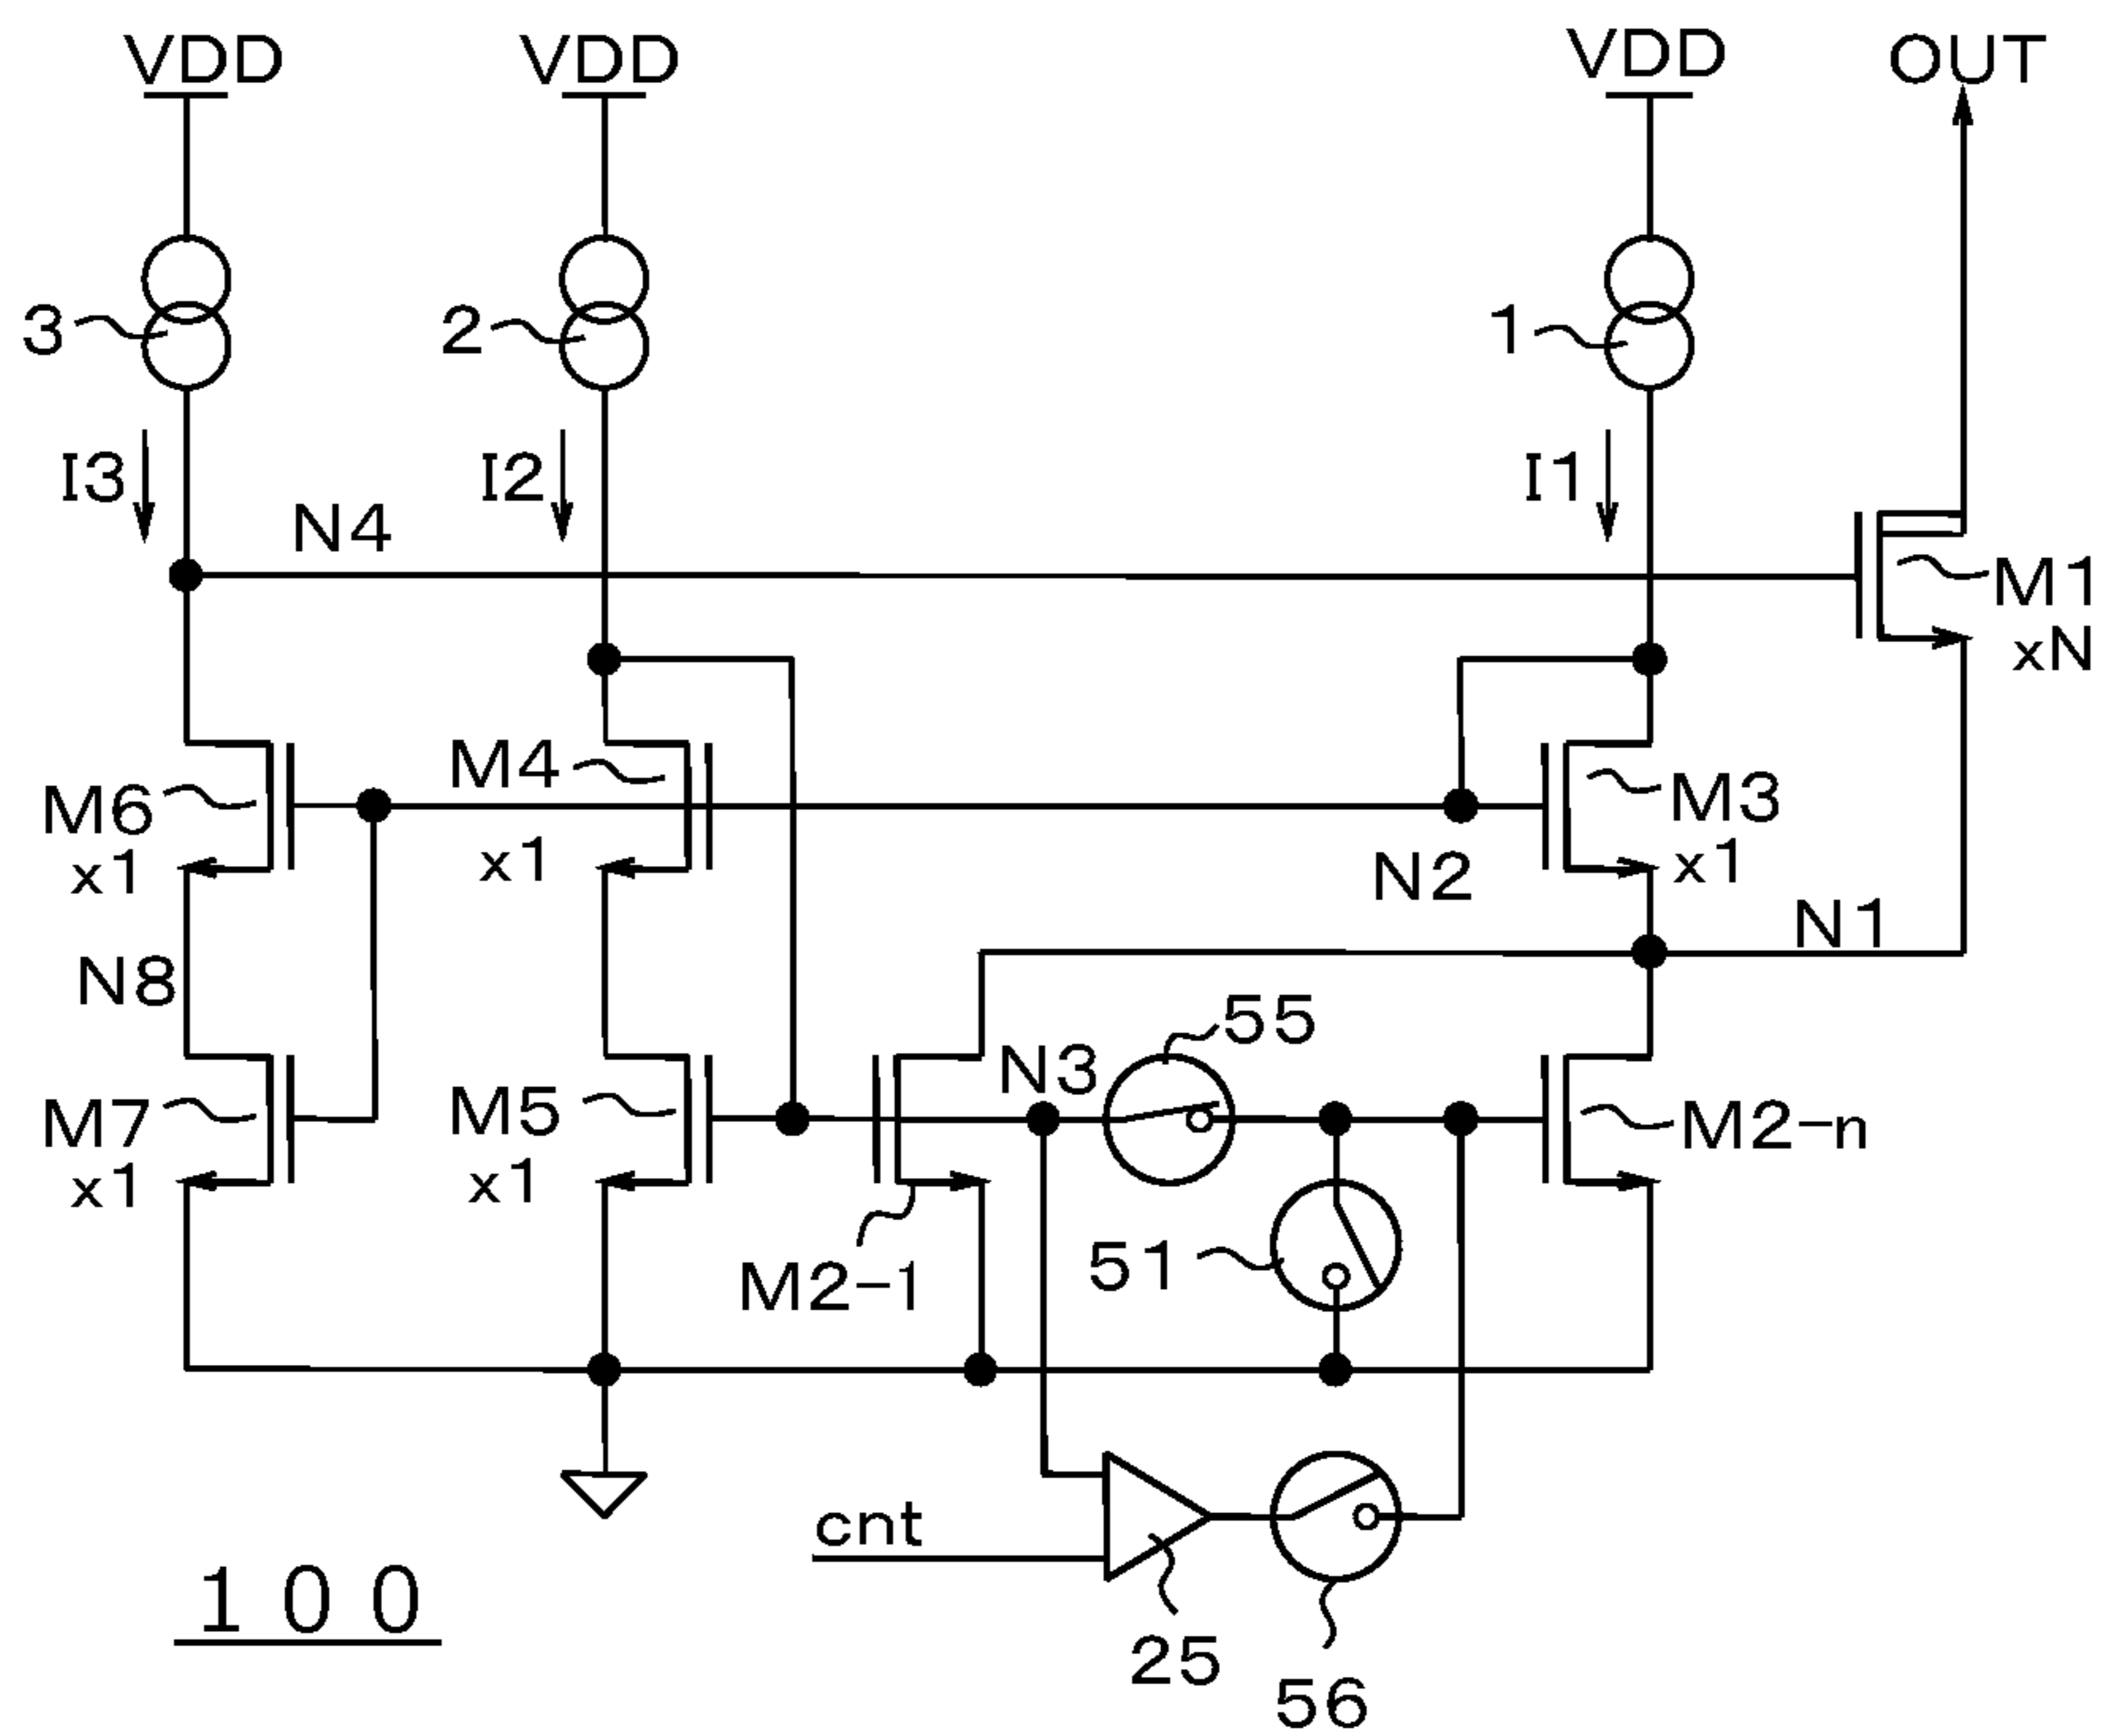 VDD VDD VDD OUT
3 2 1
I3 I2 I1
N4
M1
xN
M6 M4 M3
x1 x1 x1
N2
N8 N1
55
N3
M7 M5 M2-n
x1 x1
M2-1 51
cnt
100
25
56